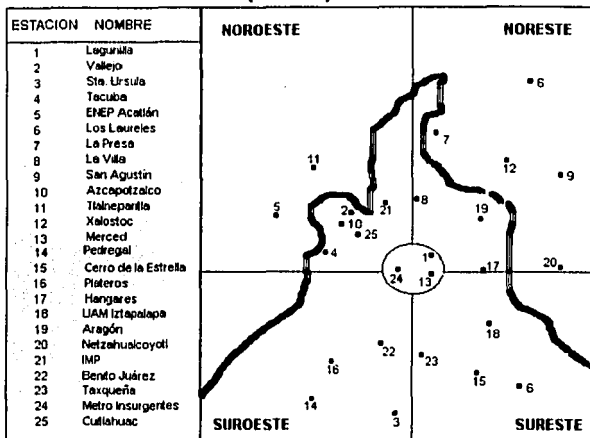 ESTACION NOMBRE
1 Lagunilla
2 Vallejo
3 Sta. Ursula
4 Tacuba
5 ENEP Acatlán
6 Los Laureles
7 La Presa
8 La Villa
9 San Agustín
10 Azcapotzalco
11 Tlalnepantla
12 Xalostoc
13 Merced
14 Pedregal
15 Cerro de la Estrella
16 Plateros
17 Hangares
18 UAM Iztapalapa
19 Aragón
20 Netzahualcoyotl
21 IMP
22 Benito Juárez
23 Taxqueña
24 Metro Insurgentes
25 Cuitlahuac
NOROESTE
NORESTE
6
7
11
12
9
5
2
21
8
19
10
25
4
1
24
13
17
20
18
22
23
16
15
6
14
3
SUROESTE
SURESTE